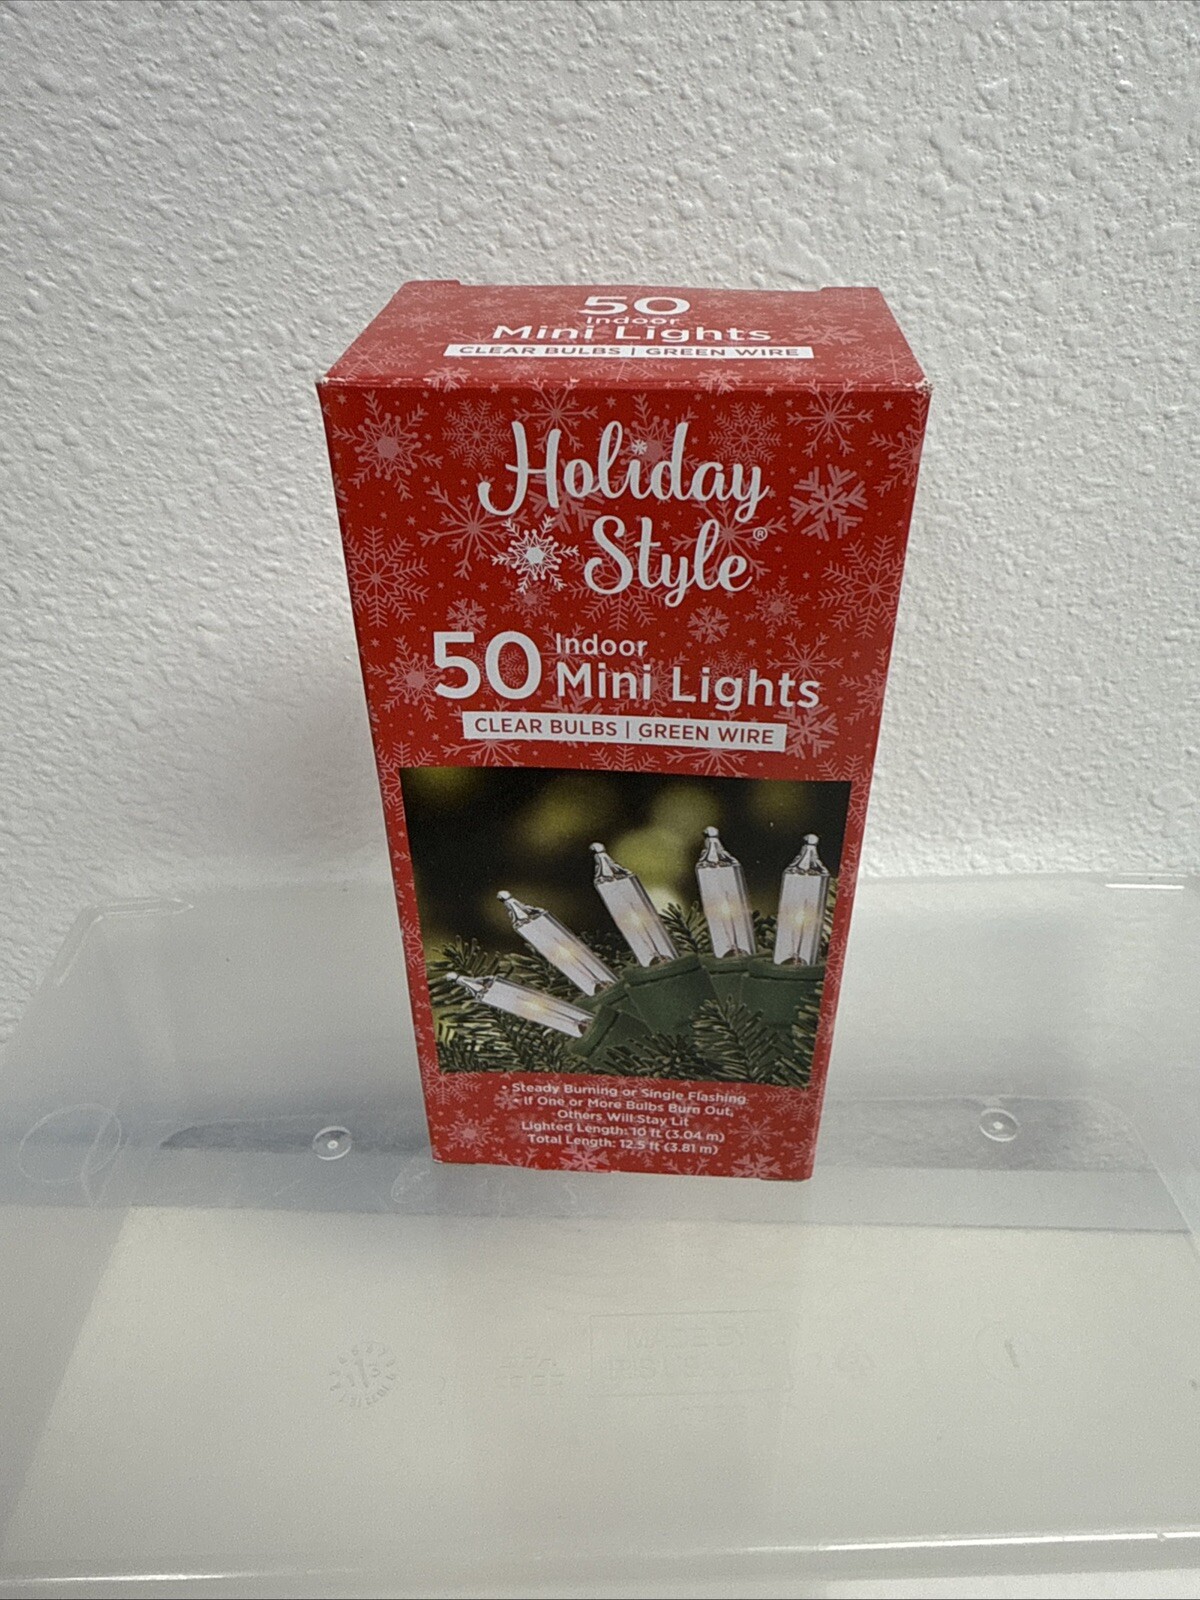 50
Indoor
Mini Lights
CLEAR BULBS | GREEN WIRE
Holiday
Style®
50 Indoor
Mini Lights
CLEAR BULBS | GREEN WIRE
• Steady Burning or Single Flashing
• If One or More Bulbs Burn Out,
Others Will Stay Lit
Lighted Length: 10 ft (3.04 m)
Total Length: 12.5 ft (3.81 m)